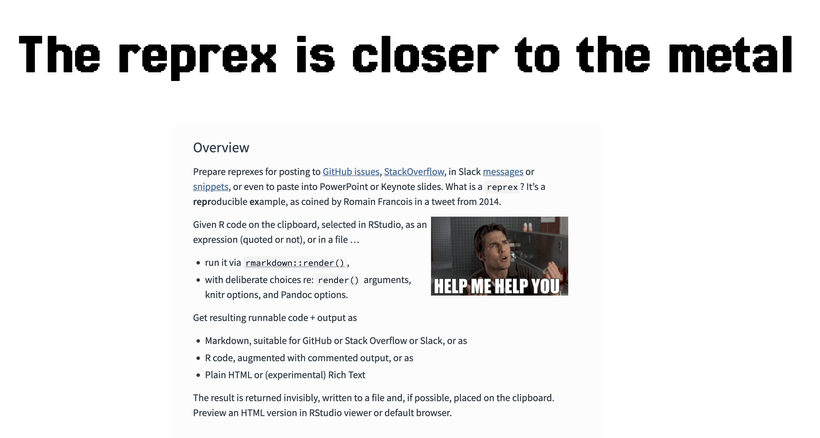 The reprex is closer to the metal
Overview
Prepare reprexes for posting to GitHub issues, StackOverflow, in Slack messages or
snippets, or even to paste into PowerPoint or Keynote slides. What is a reprex? It's a
reproducible example, as coined by Romain Francois in a tweet from 2014.
Given R code on the clipboard, selected in RStudio, as an
expression (quoted or not), or in a file …
• run it via rmarkdown::render(),
• with deliberate choices re: render() arguments,
knitr options, and Pandoc options.
HELP ME HELP YOU
Get resulting runnable code + output as
• Markdown, suitable for GitHub or Stack Overflow or Slack, or as
• R code, augmented with commented output, or as
• Plain HTML or (experimental) Rich Text
The result is returned invisibly, written to a file and, if possible, placed on the clipboard.
Preview an HTML version in RStudio viewer or default browser.